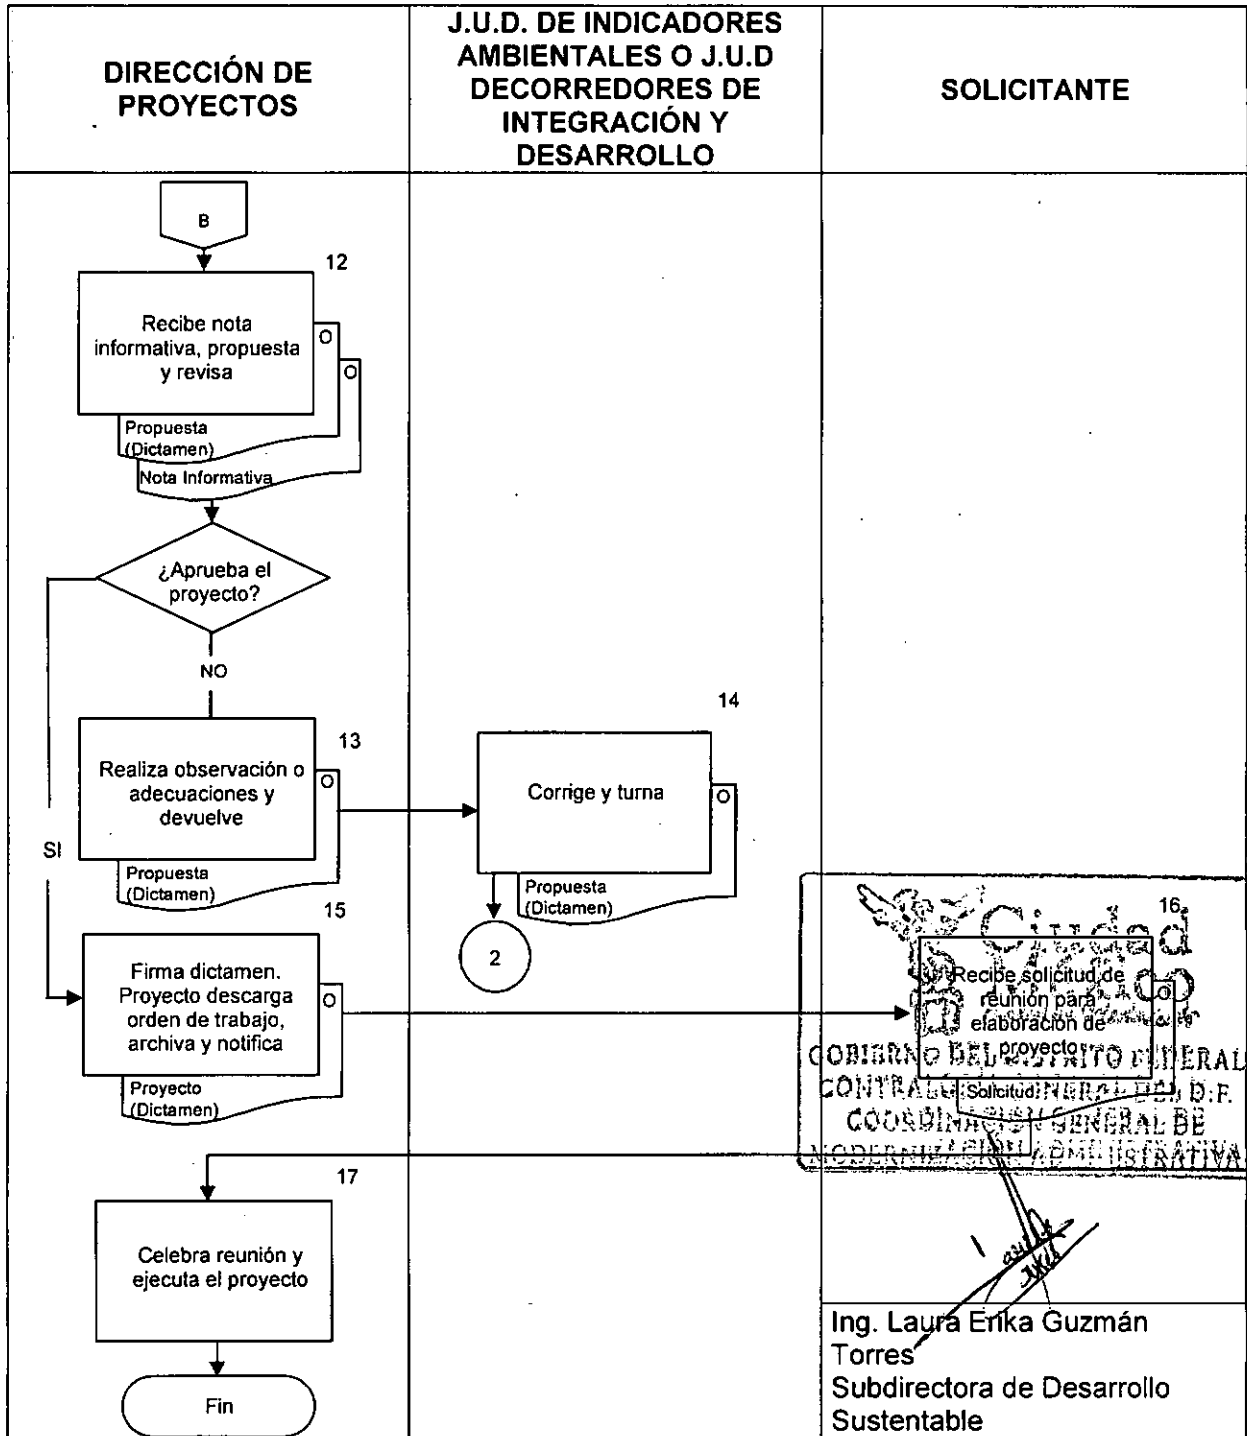 DIRECCIÓN DE
PROYECTOS
J.U.D. DE INDICADORES
AMBIENTALES O J.U.D
DECORREDORES DE
INTEGRACIÓN Y
DESARROLLO
SOLICITANTE
B
12
Recibe nota
informativa, propuesta
y revisa
O
O
Propuesta
(Dictamen)
Nota Informativa
¿Aprueba el
proyecto?
NO
SI
13
Realiza observación o
adecuaciones y
devuelve
O
Propuesta
(Dictamen)
14
Corrige y turna
O
Propuesta
(Dictamen)
2
15
Firma dictamen.
Proyecto descarga
orden de trabajo,
archiva y notifica
O
Proyecto
(Dictamen)
16
Ciudad
Recibe solicitud de
reunión para
elaboración de
proyecto
O
Solicitud
GOBIERNO DEL DISTRITO FEDERAL
CONTRALORÍA GENERAL DEL D.F.
COORDINACIÓN GENERAL DE
MODERNIZACIÓN ADMINISTRATIVA
17
Celebra reunión y
ejecuta el proyecto
Fin
Ing. Laura Erika Guzmán
Torres
Subdirectora de Desarrollo
Sustentable